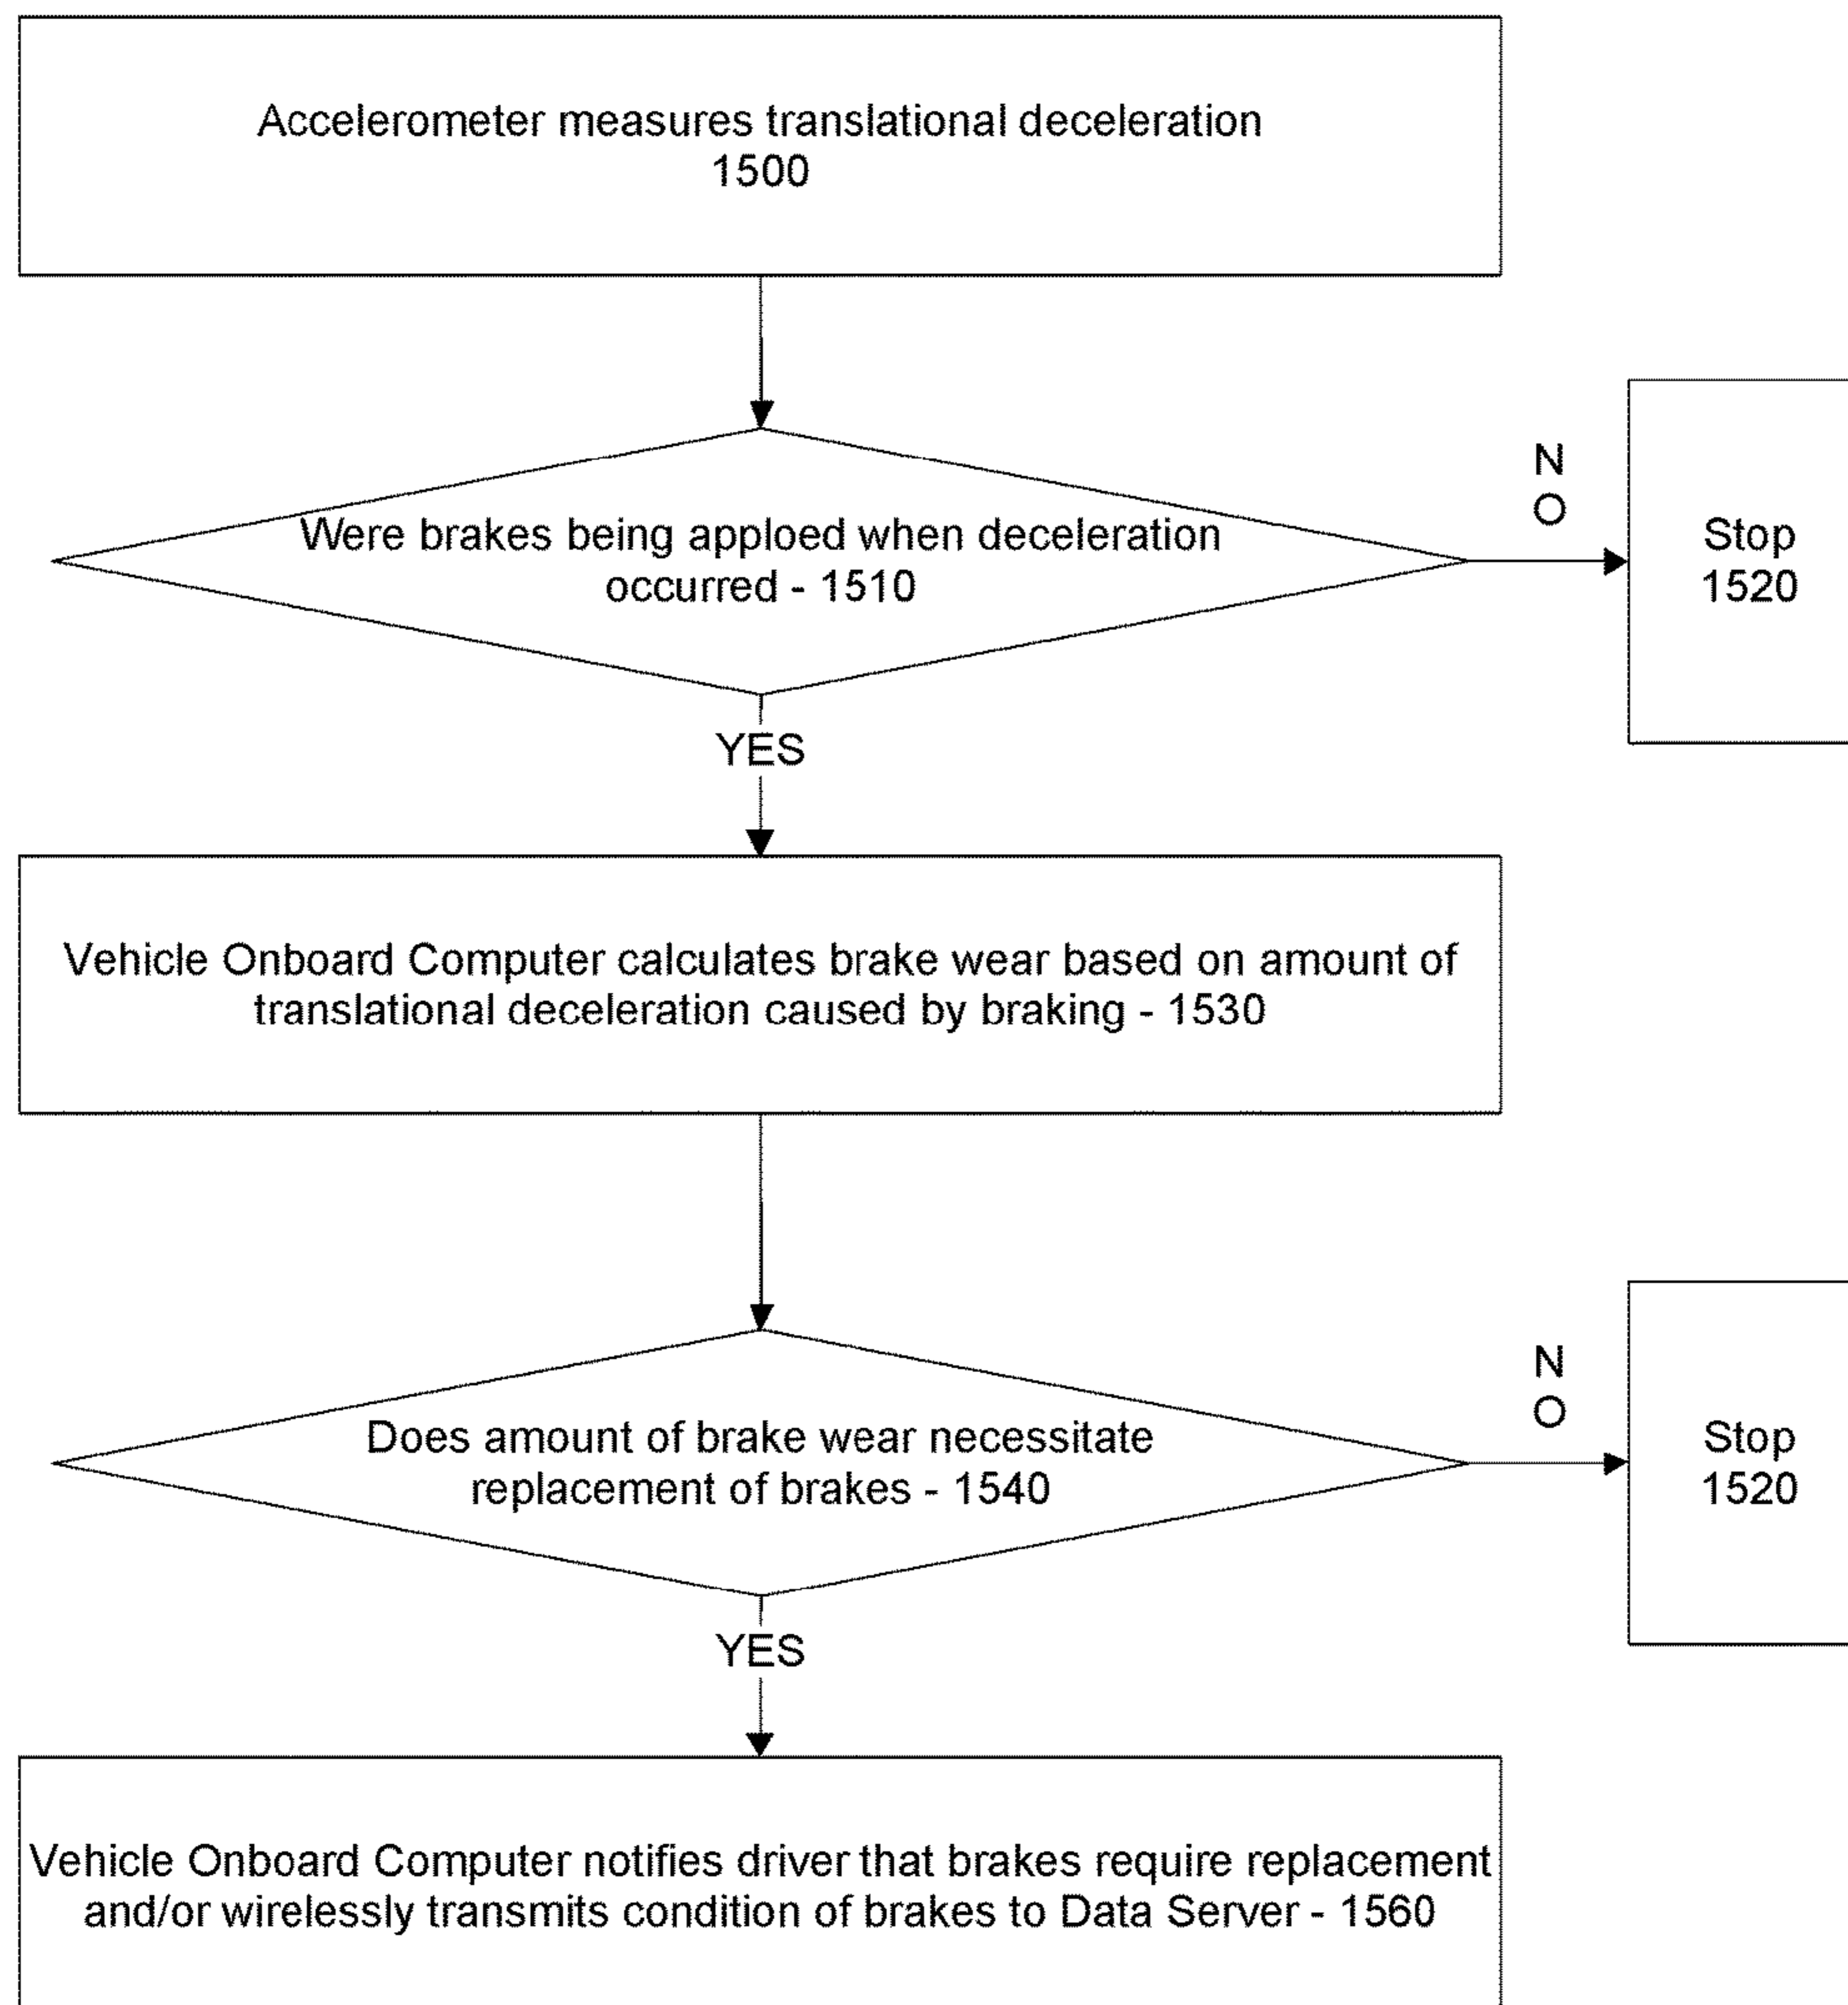 Accelerometer measures translational deceleration
1500
Were brakes being apploed when deceleration
occurred - 1510
N
O
Stop
1520
YES
Vehicle Onboard Computer calculates brake wear based on amount of
translational deceleration caused by braking - 1530
Does amount of brake wear necessitate
replacement of brakes - 1540
N
O
Stop
1520
YES
Vehicle Onboard Computer notifies driver that brakes require replacement
and/or wirelessly transmits condition of brakes to Data Server - 1560